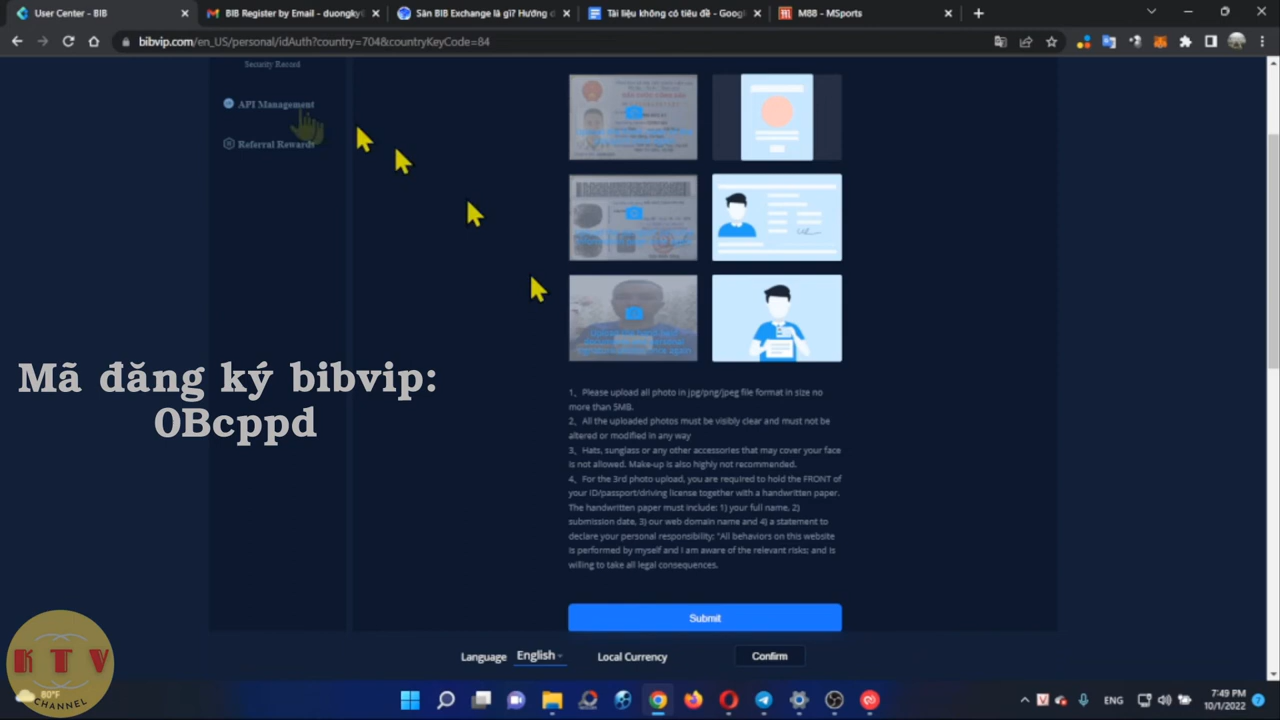 User Center - BIB
BIB Register by Email - duongky
Sàn BIB Exchange là gì? Hướng d
Tài liệu không có tiêu đề - Googl
M88 - MSports
bibvip.com/en_US/personal/idAuth?country=704&countryKeyCode=84
Security Record
API Management
Referral Rewards
Mã đăng ký bibvip:
0Bcppd
1、Please upload all photo in jpg/png/jpeg file format in size no
more than 5MB.
2、All the uploaded photos must be visibly clear and must not be
altered or modified in any way
3、Hats, sunglass or any other accessories that may cover your face
is not allowed. Make-up is also highly not recommended.
4、For the 3rd photo upload, you are required to hold the FRONT of
your ID/passport/driving license together with a handwritten paper.
The handwritten paper must include: 1) your full name, 2)
submission date, 3) our web domain name and 4) a statement to
declare your personal responsibility: "All behaviors on this website
is performed by myself and I am aware of the relevant risks; and is
willing to take all legal consequences.
Submit
Language English Local Currency Confirm
KTV
CHANNEL
80°F
ENG
7:49 PM
10/1/2022